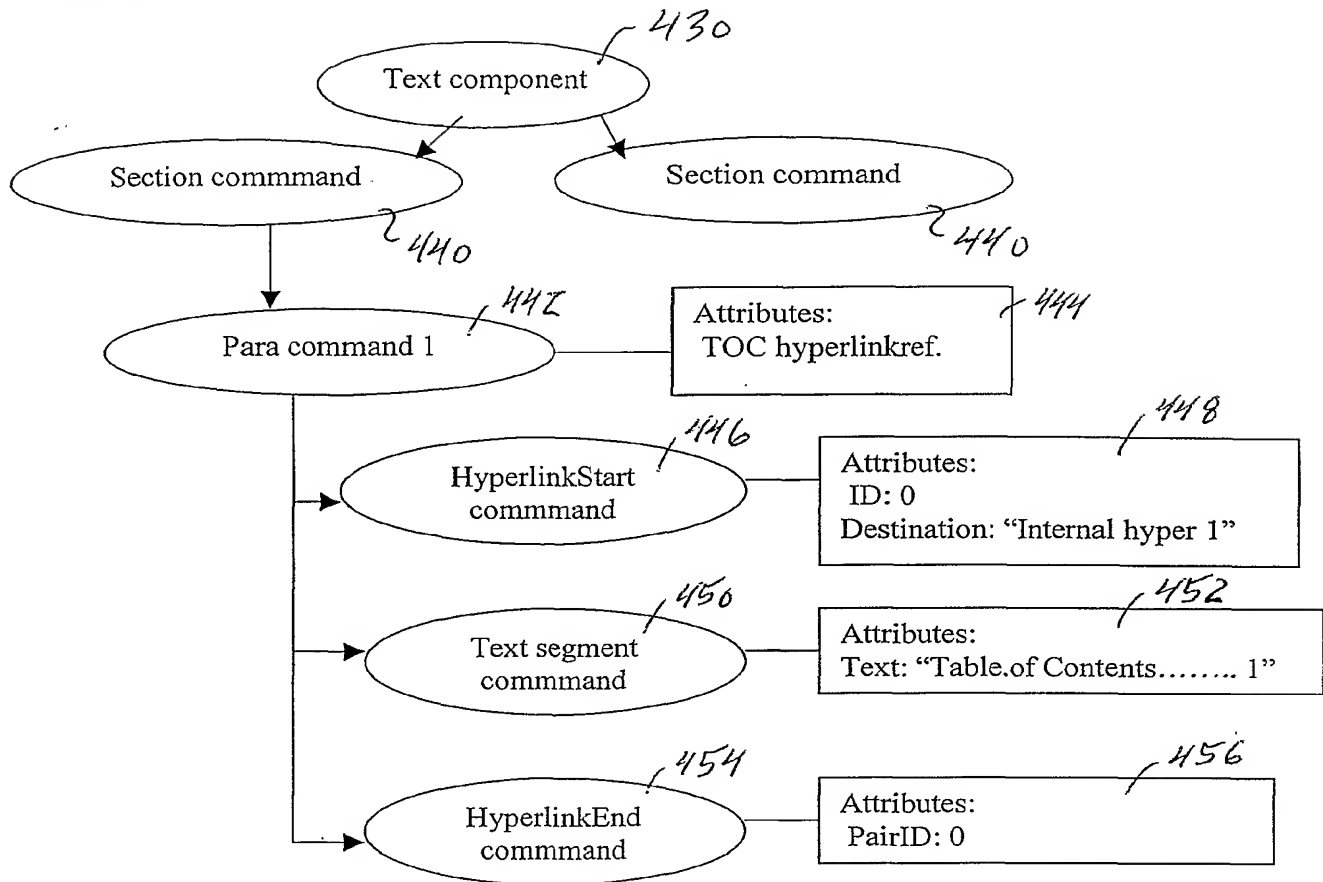 430
Text component
Section commmand
Section command
440
440
442
444
Para command 1
Attributes:
TOC hyperlinkref.
446
448
HyperlinkStart
commmand
Attributes:
ID: 0
Destination: “Internal hyper 1”
450
452
Text segment
commmand
Attributes:
Text: “Table.of Contents........ 1”
454
456
HyperlinkEnd
commmand
Attributes:
PairID: 0